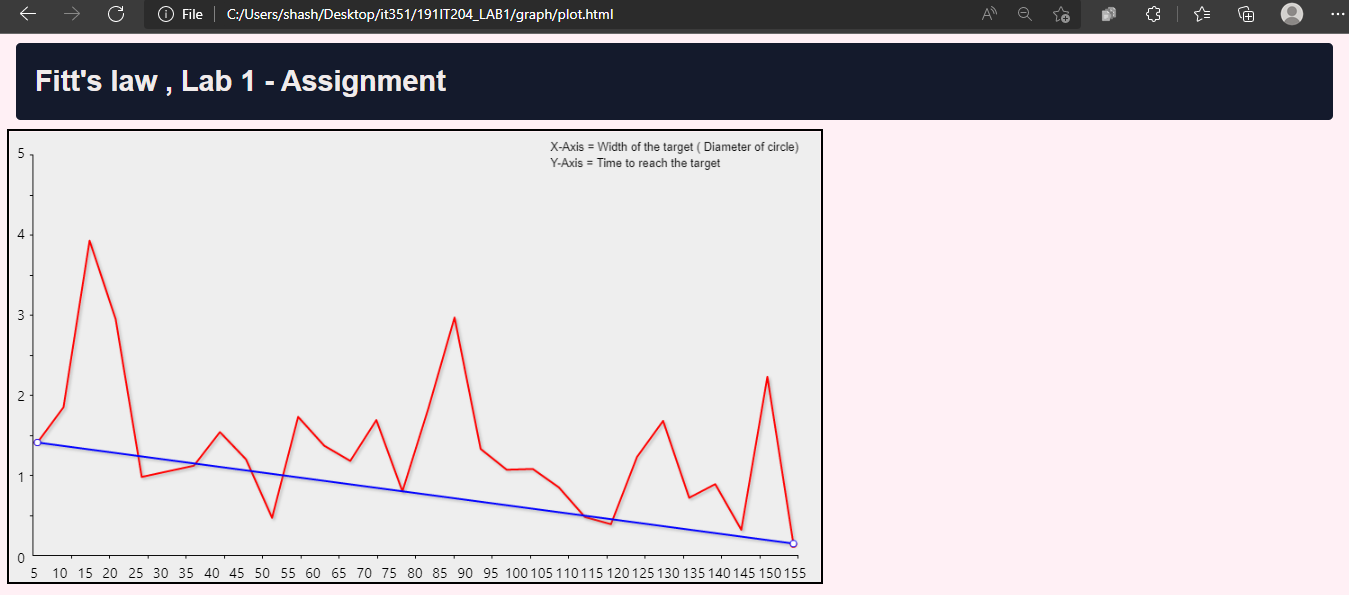 File C:/Users/shash/Desktop/it351/191IT204_LAB1/graph/plot.html
Fitt's law , Lab 1 - Assignment
X-Axis = Width of the target ( Diameter of circle)
Y-Axis = Time to reach the target
5
4
3
2
1
0
5 10 15 20 25 30 35 40 45 50 55 60 65 70 75 80 85 90 95 100 105 110 115 120 125 130 135 140 145 150 155